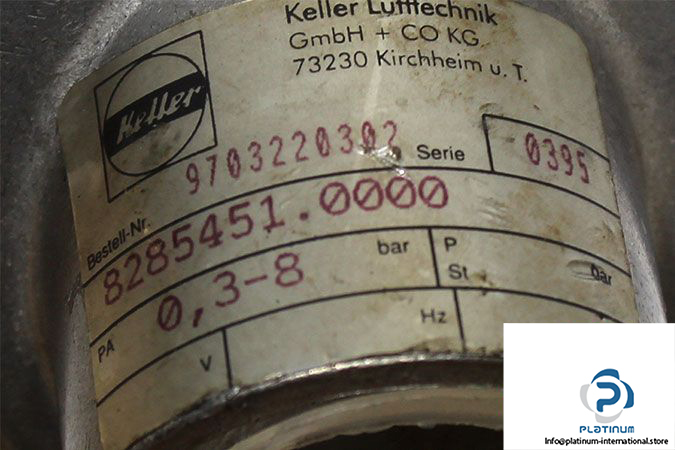 Keller Lufttechnik
GmbH + CO KG
73230 Kirchheim u. T.
Keller
9703220302 Serie 0395
Bestell-Nr.
8285451.0000
PA 0,3-8 bar P St bar
V Hz
PLATINUM
Info@platinum-international.store